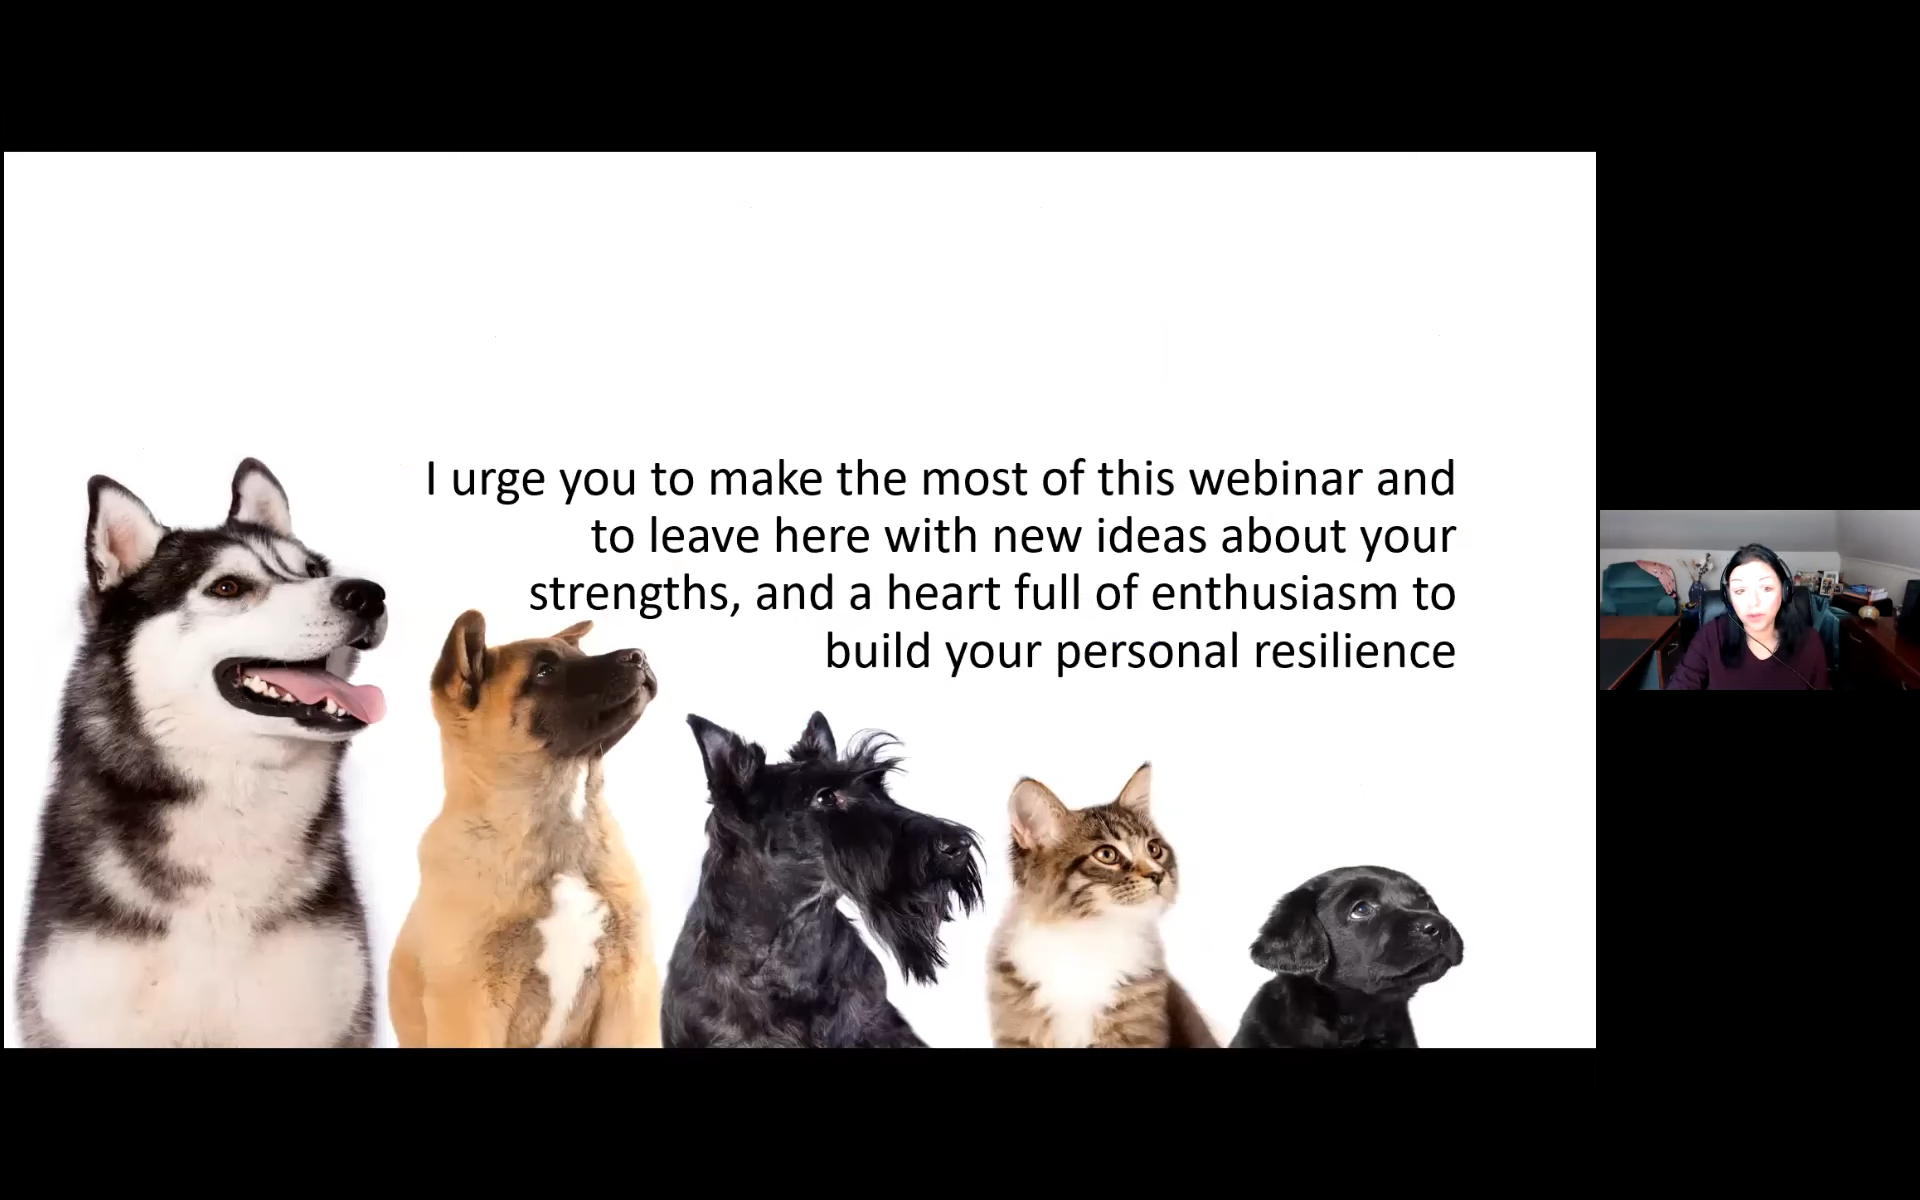 I urge you to make the most of this webinar and
to leave here with new ideas about your
strengths, and a heart full of enthusiasm to
build your personal resilience